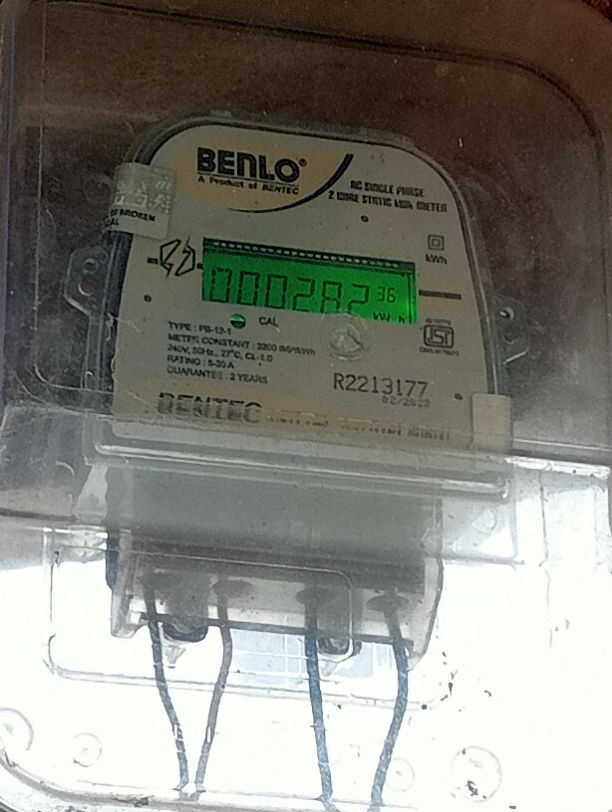 BENLO®
A Product of BENTEC
AC SINGLE PHASE
2 WIRE STATIC kWh METER
BROKEN
kWh
000282 36
kW h
CAL
TYPE : PB-12-1
METER CONSTANT : 3200 IMP/kWh
240V, 50Hz, 27°C, CL-1.0
RATING : 5-30 A
GUARANTEE : 2 YEARS
R2213177
BENTEC